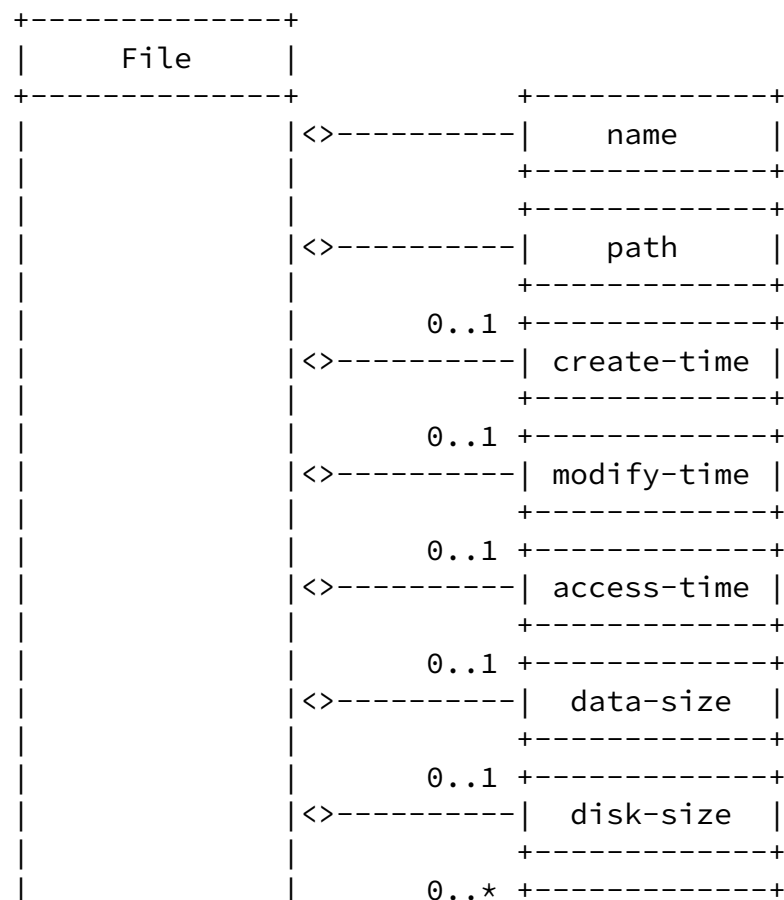 +--------------+
|     File     |
+--------------+            +-------------+
|              |<>----------|    name     |
|              |            +-------------+
|              |            +-------------+
|              |<>----------|    path     |
|              |            +-------------+
|              |       0..1 +-------------+
|              |<>----------| create-time |
|              |            +-------------+
|              |       0..1 +-------------+
|              |<>----------| modify-time |
|              |            +-------------+
|              |       0..1 +-------------+
|              |<>----------| access-time |
|              |            +-------------+
|              |       0..1 +-------------+
|              |<>----------|  data-size  |
|              |            +-------------+
|              |       0..1 +-------------+
|              |<>----------|  disk-size  |
|              |            +-------------+
|              |       0..* +-------------+